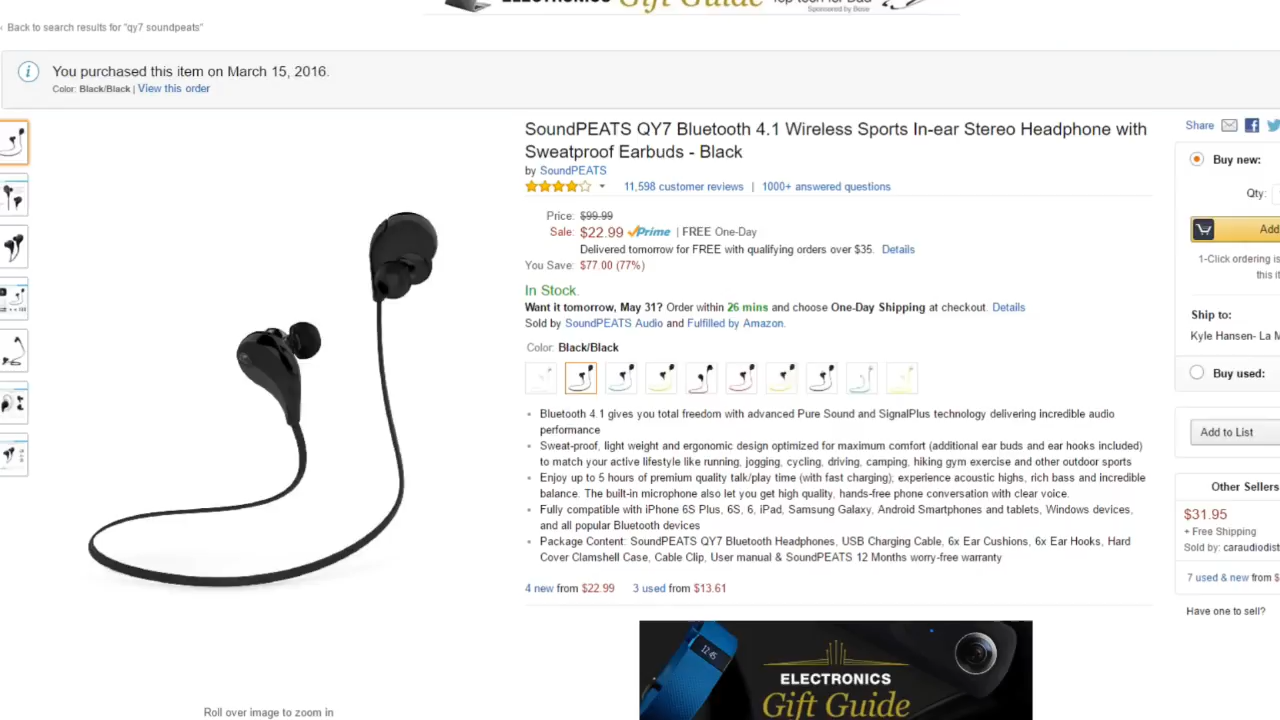 ELECTRONICS Gift Guide Top tech for Dad
Sponsored by Bose
‹ Back to search results for "qy7 soundpeats"
You purchased this item on March 15, 2016.
Color: Black/Black | View this order
SoundPEATS QY7 Bluetooth 4.1 Wireless Sports In-ear Stereo Headphone with
Sweatproof Earbuds - Black
by SoundPEATS
11,598 customer reviews | 1000+ answered questions
Price: $99.99
Sale: $22.99 Prime | FREE One-Day
Delivered tomorrow for FREE with qualifying orders over $35. Details
You Save: $77.00 (77%)
In Stock.
Want it tomorrow, May 31? Order within 26 mins and choose One-Day Shipping at checkout. Details
Sold by SoundPEATS Audio and Fulfilled by Amazon.
Color: Black/Black
Bluetooth 4.1 gives you total freedom with advanced Pure Sound and SignalPlus technology delivering incredible audio
performance
Sweat-proof, light weight and ergonomic design optimized for maximum comfort (additional ear buds and ear hooks included)
to match your active lifestyle like running, jogging, cycling, driving, camping, hiking gym exercise and other outdoor sports
Enjoy up to 5 hours of premium quality talk/play time (with fast charging); experience acoustic highs, rich bass and incredible
balance. The built-in microphone also let you get high quality, hands-free phone conversation with clear voice.
Fully compatible with iPhone 6S Plus, 6S, 6, iPad, Samsung Galaxy, Android Smartphones and tablets, Windows devices,
and all popular Bluetooth devices
Package Content: SoundPEATS QY7 Bluetooth Headphones, USB Charging Cable, 6x Ear Cushions, 6x Ear Hooks, Hard
Cover Clamshell Case, Cable Clip, User manual & SoundPEATS 12 Months worry-free warranty
4 new from $22.99 3 used from $13.61
12:45
ELECTRONICS
Gift Guide
Roll over image to zoom in
Share
Buy new:
Qty:
Add
1-Click ordering is
this it
Ship to:
Kyle Hansen- La M
Buy used:
Add to List
Other Sellers
$31.95
+ Free Shipping
Sold by: caraudiodist
7 used & new from $
Have one to sell?